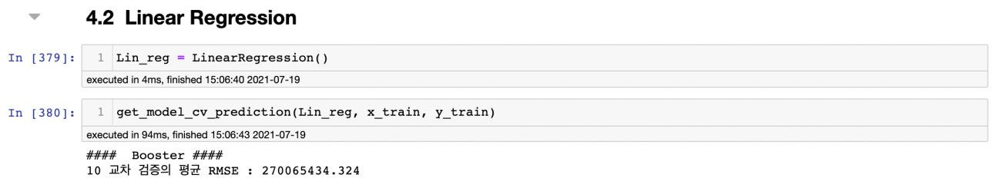 4.2 Linear Regression
In [379]: 1 Lin_reg = LinearRegression()
executed in 4ms, finished 15:06:40 2021-07-19
In [380]: 1 get_model_cv_prediction(Lin_reg, x_train, y_train)
executed in 94ms, finished 15:06:43 2021-07-19
####  Booster ####
10 교차 검증의 평균 RMSE : 270065434.324